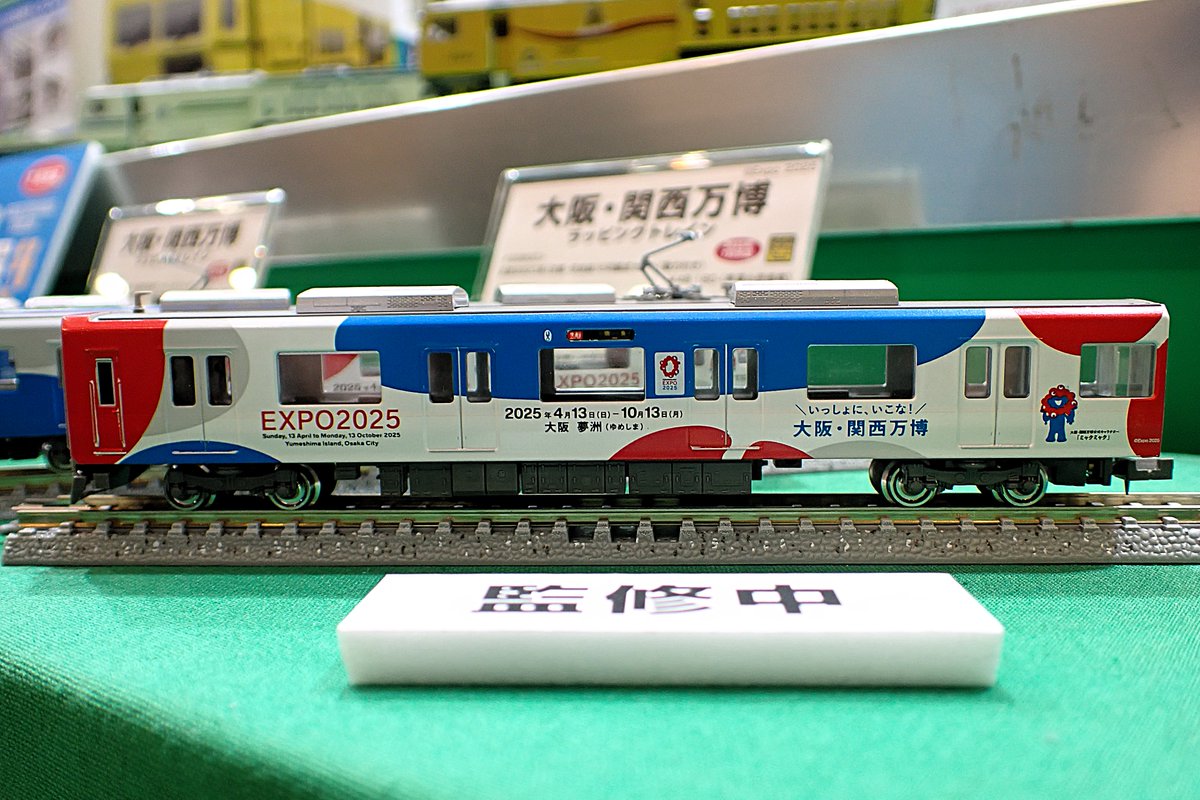 大阪・関西万博
大阪・関西万博
ラッピングトレイン
EXPO2025
Sunday, 13 April to Monday, 13 October 2025
Yumeshima Island, Osaka City
XPO2025
EXPO
2025
2025年4月13日(日)−10月13日(月)
大阪 夢洲(ゆめしま)
＼いっしょに、いこな!／
大阪・関西万博
「ミャクミャク」
©Expo 2025
監修中